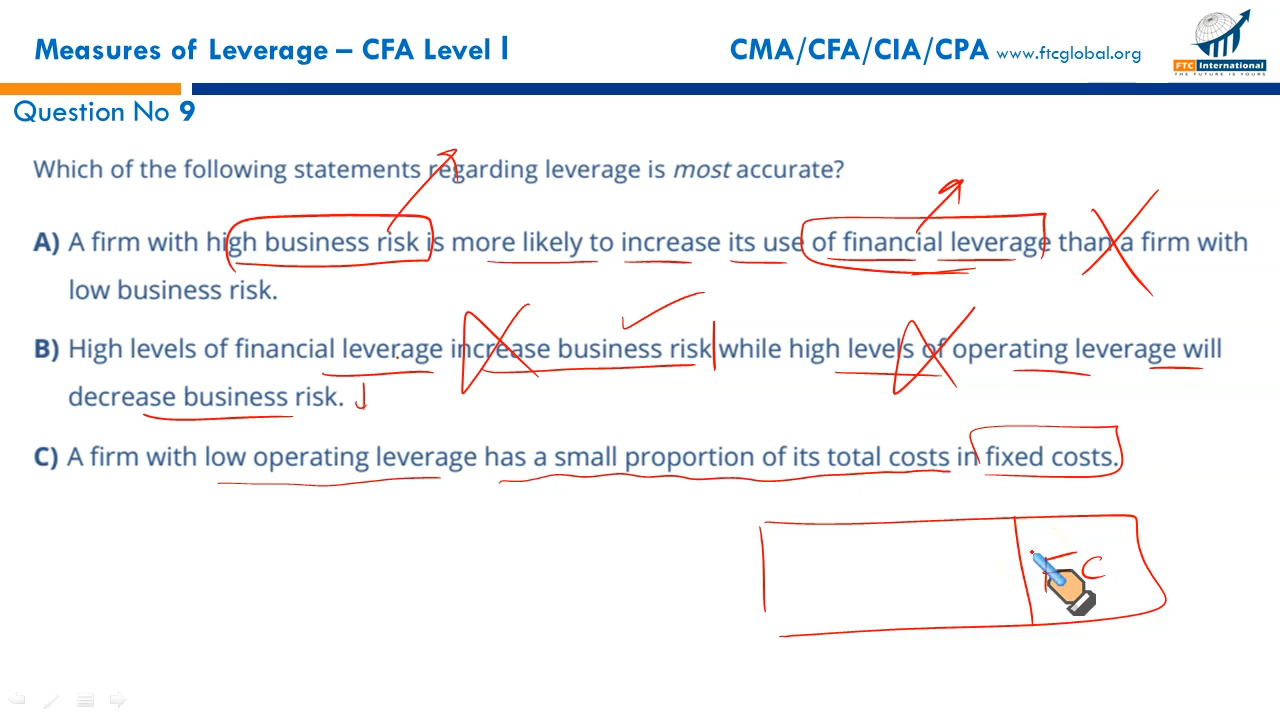 Measures of Leverage – CFA Level I
CMA/CFA/CIA/CPA www.ftcglobal.org
FTC International
THE FUTURE IS YOURS
Question No 9
Which of the following statements regarding leverage is most accurate?
A) A firm with high business risk is more likely to increase its use of financial leverage than a firm with
low business risk.
B) High levels of financial leverage increase business risk while high levels of operating leverage will
decrease business risk.
C) A firm with low operating leverage has a small proportion of its total costs in fixed costs.
FC